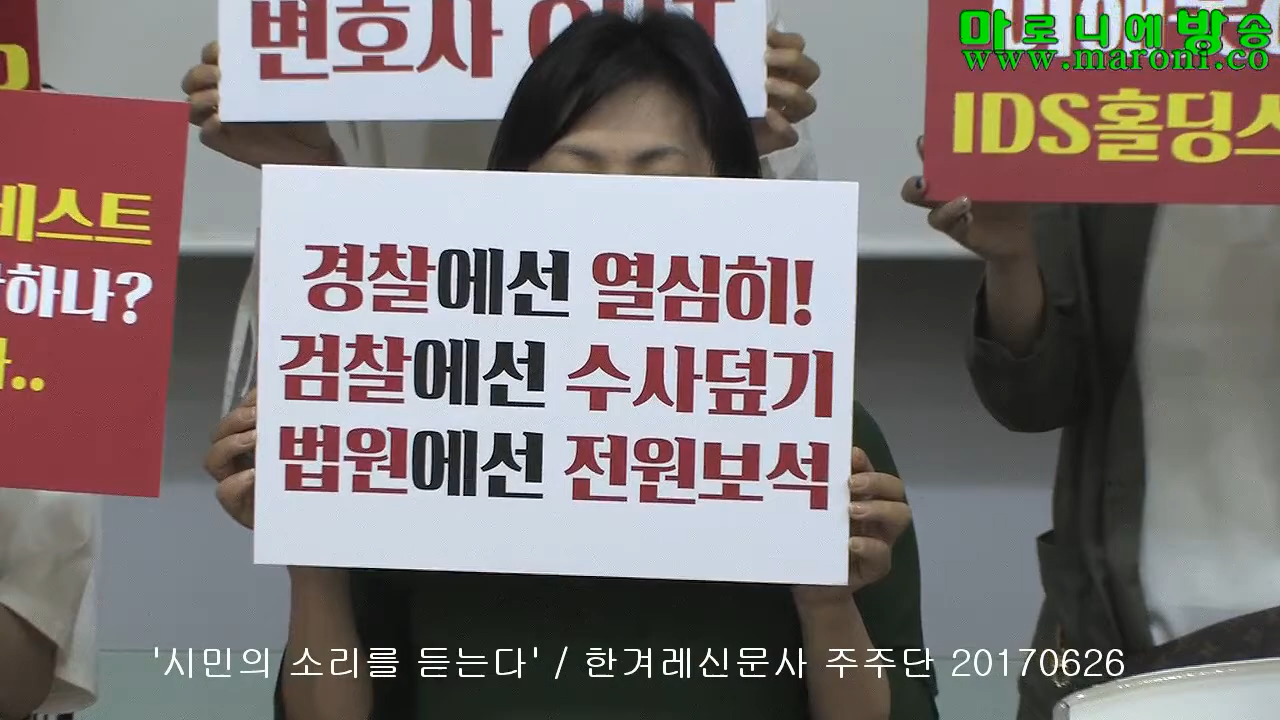 변호사
마로니에방송
www.maroni.co
IDS홀딩스
네스트
하나?
경찰에선 열심히!
검찰에선 수사덮기
법원에선 전원보석
'시민의 소리를 듣는다' / 한겨레신문사 주주단 20170626